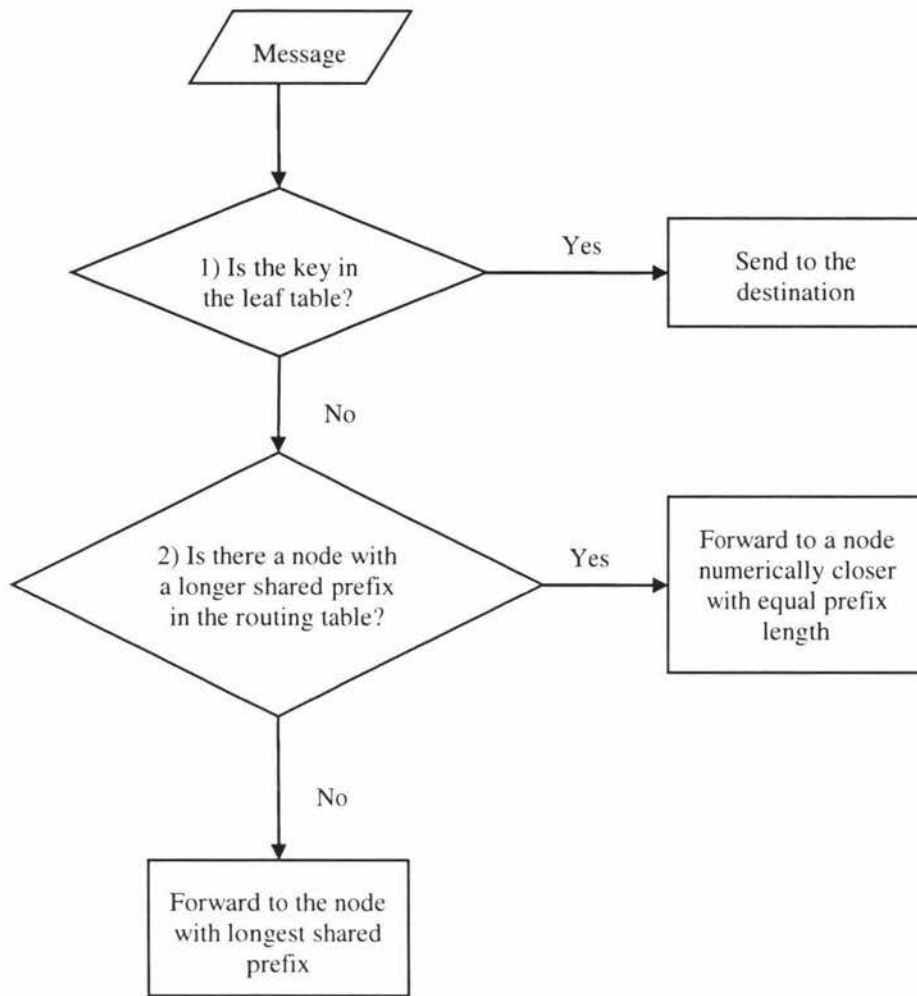 Message
1) Is the key in
the leaf table?
Yes
Send to the
destination
No
2) Is there a node with
a longer shared prefix
in the routing table?
Yes
Forward to a node
numerically closer
with equal prefix
length
No
Forward to the node
with longest shared
prefix